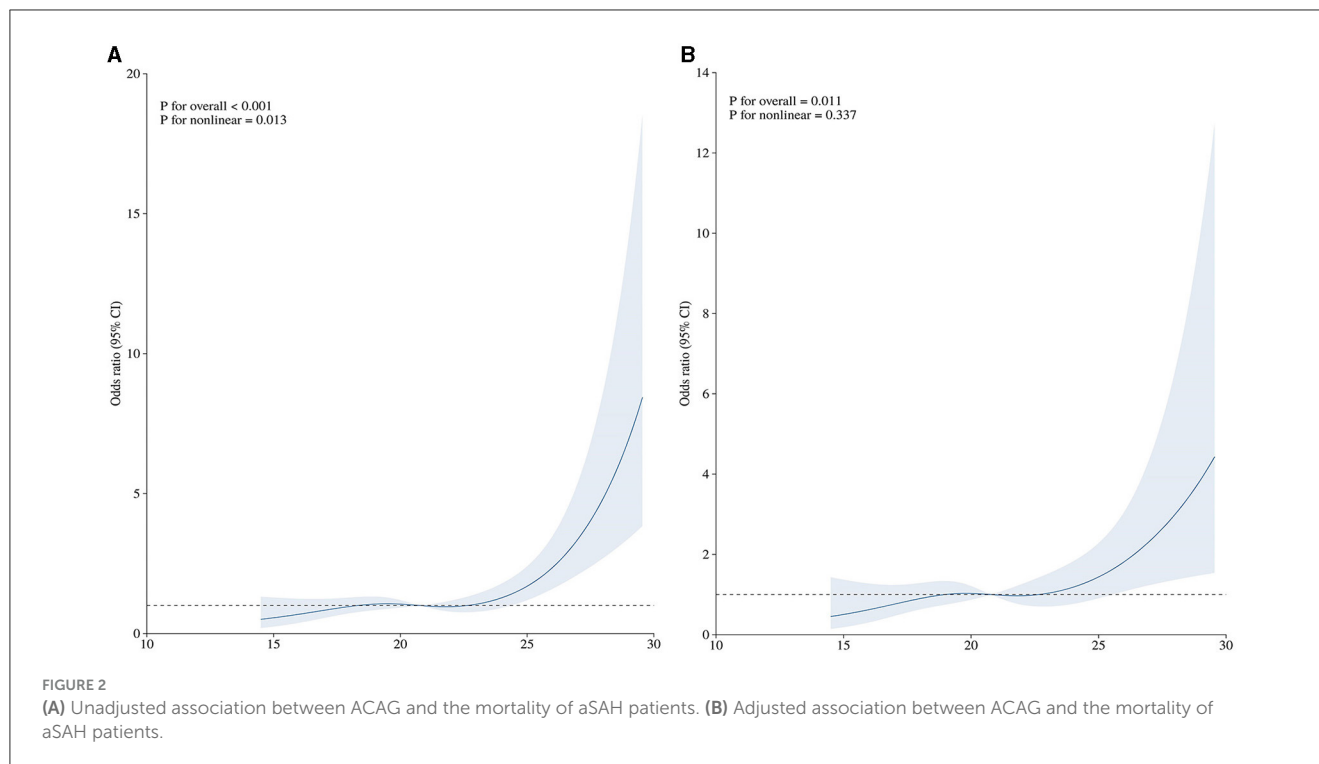 A
20
15
10
5
0
10
15
20
25
30
Odds ratio (95% CI)
P for overall < 0.001
P for nonlinear = 0.013
B
14
12
10
8
6
4
2
0
10
15
20
25
30
Odds ratio (95% CI)
P for overall = 0.011
P for nonlinear = 0.337
FIGURE 2
(A) Unadjusted association between ACAG and the mortality of aSAH patients. (B) Adjusted association between ACAG and the mortality of
aSAH patients.